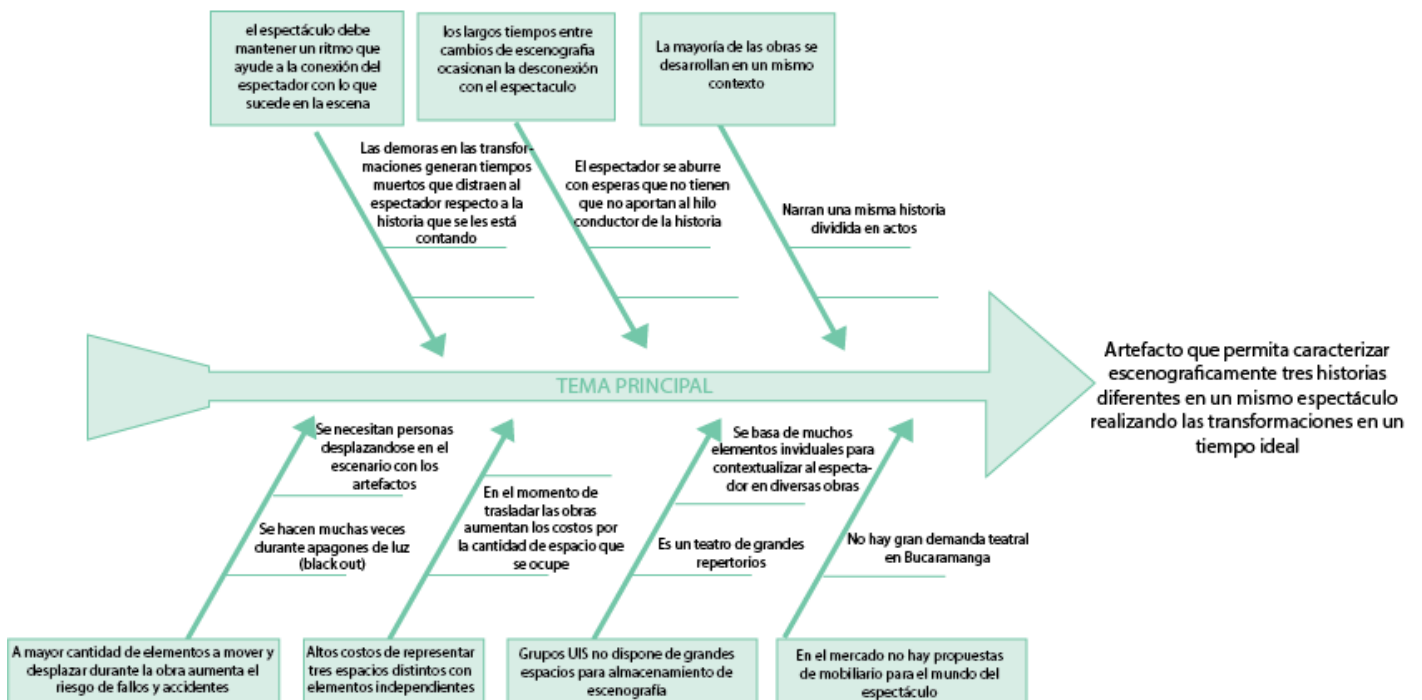 el espectáculo debe
mantener un ritmo que
ayude a la conexión del
espectador con lo que
sucede en la escena
los largos tiempos entre
cambios de escenografia
ocasionan la desconexión
con el espectaculo
La mayoría de las obras se
desarrollan en un mismo
contexto
Las demoras en las transfor-
maciones generan tiempos
muertos que distraen al
espectador respecto a la
historia que se les está
contando
El espectador se aburre
con esperas que no tienen
que no aportan al hilo
conductor de la historia
Narran una misma historia
dividida en actos
TEMA PRINCIPAL
Artefacto que permita caracterizar
escenograficamente tres historias
diferentes en un mismo espectáculo
realizando las transformaciones en un
tiempo ideal
Se necesitan personas
desplazandose en el
escenario con los
artefactos
Se hacen muchas veces
durante apagones de luz
(black out)
En el momento de
trasladar las obras
aumentan los costos por
la cantidad de espacio que
se ocupe
Se basa de muchos
elementos inviduales para
contextualizar al especta-
dor en diversas obras
Es un teatro de grandes
repertorios
No hay gran demanda teatral
en Bucaramanga
A mayor cantidad de elementos a mover y
desplazar durante la obra aumenta el
riesgo de fallos y accidentes
Altos costos de representar
tres espacios distintos con
elementos independientes
Grupos UIS no dispone de grandes
espacios para almacenamiento de
escenografía
En el mercado no hay propuestas
de mobiliario para el mundo del
espectáculo